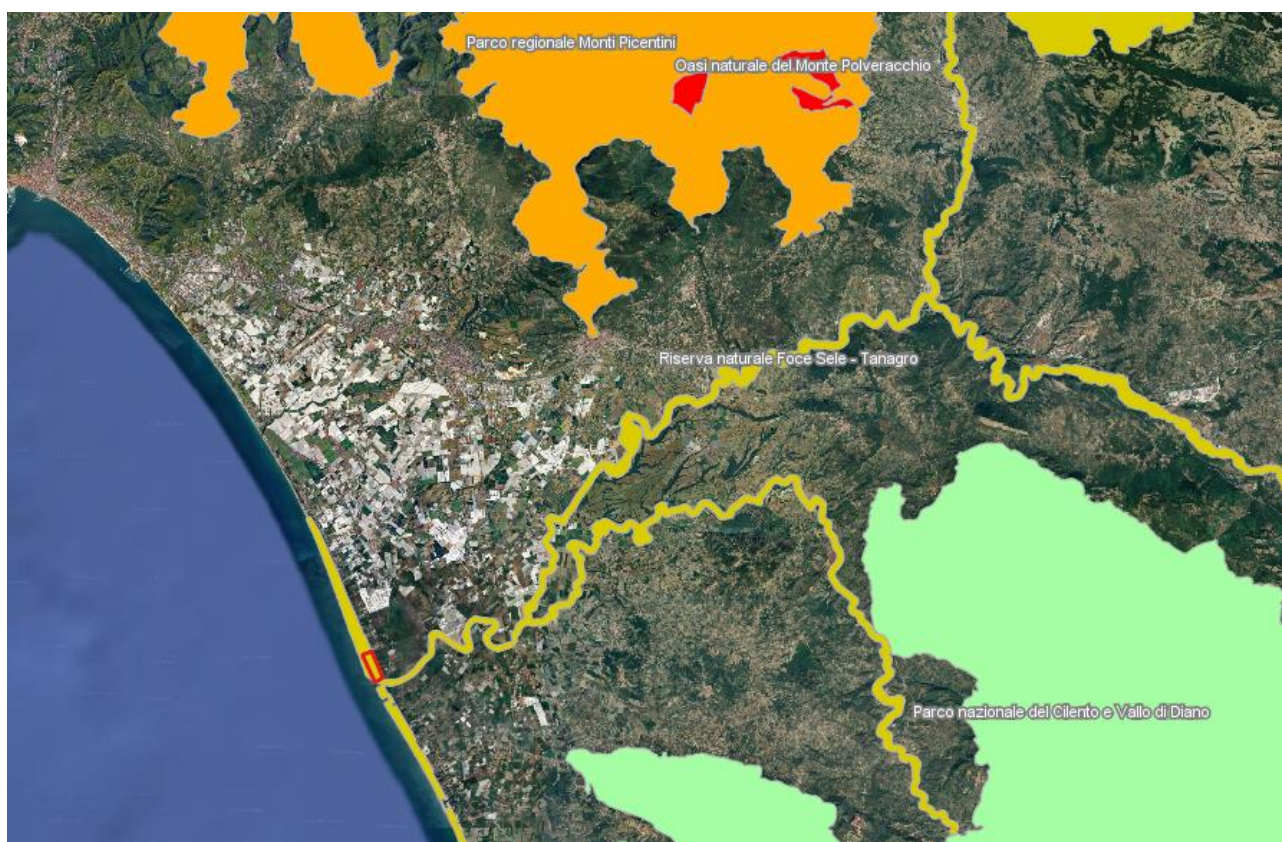 Parco regionale Monti Picentini
Oasi naturale del Monte Polveracchio
Riserva naturale Foce Sele - Tanagro
Parco nazionale del Cilento e Vallo di Diano